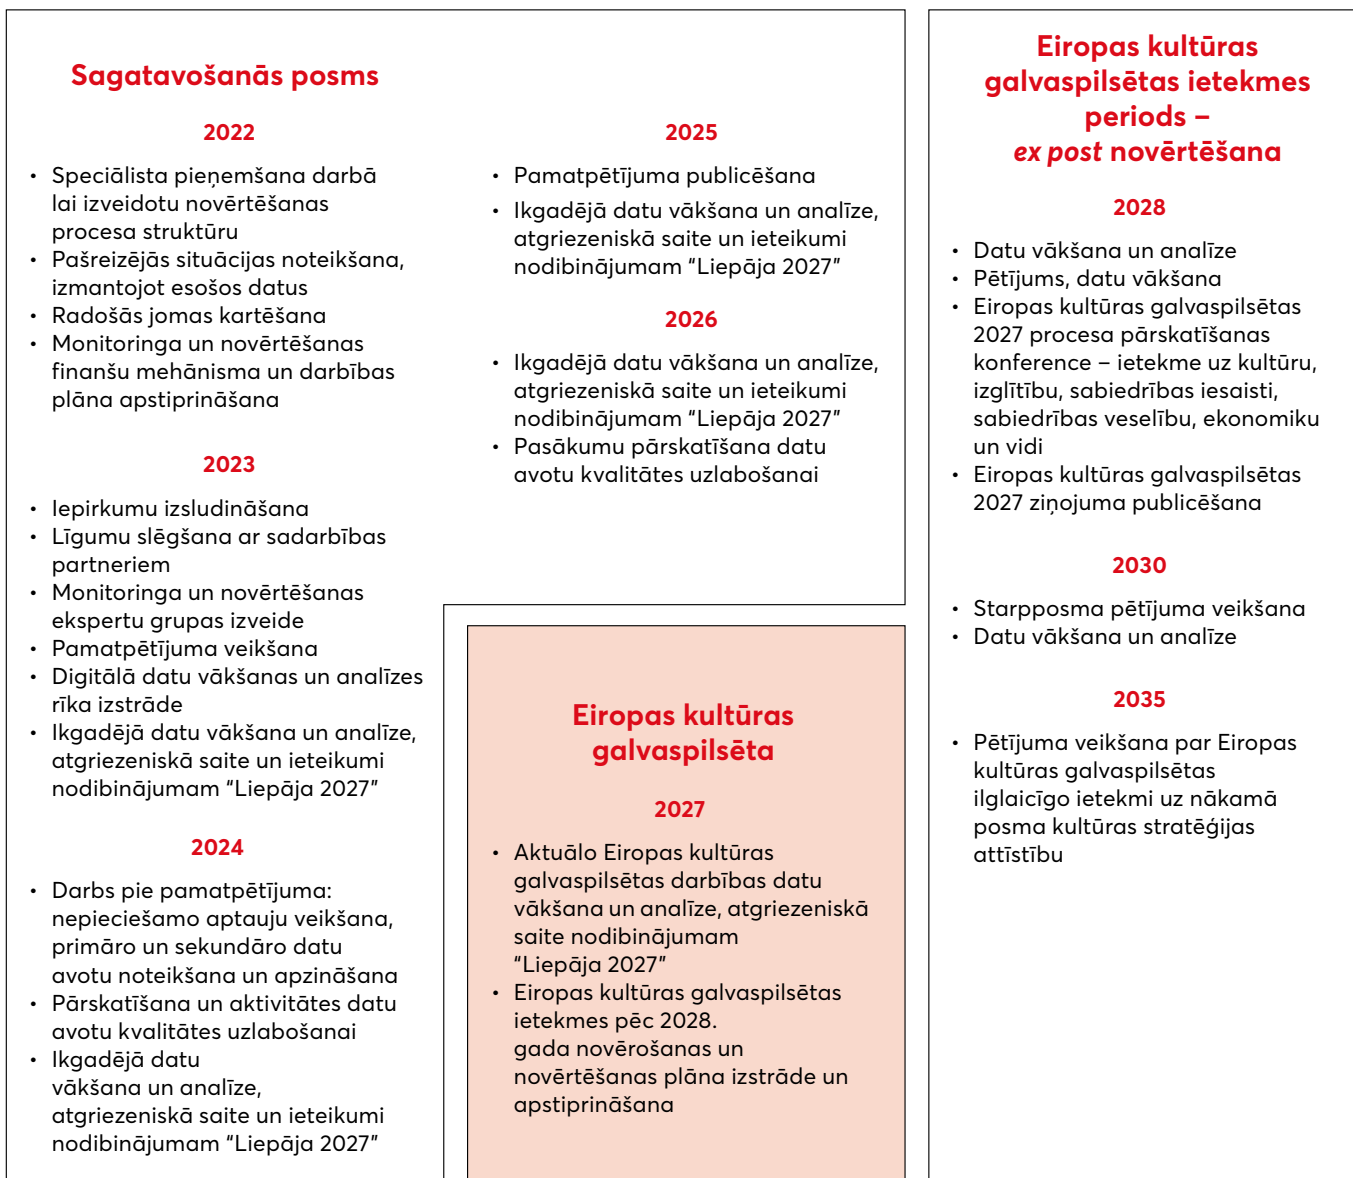 Sagatavošanās posms
2022
• Speciālista pieņemšana darbā
lai izveidotu novērtēšanas
procesa struktūru
• Pašreizējās situācijas noteikšana,
izmantojot esošos datus
• Radošās jomas kartēšana
• Monitoringa un novērtēšanas
finanšu mehānisma un darbības
plāna apstiprināšana
2023
• Iepirkumu izsludināšana
• Līgumu slēgšana ar sadarbības
partneriem
• Monitoringa un novērtēšanas
ekspertu grupas izveide
• Pamatpētījuma veikšana
• Digitālā datu vākšanas un analīzes
rīka izstrāde
• Ikgadējā datu vākšana un analīze,
atgriezeniskā saite un ieteikumi
nodibinājumam “Liepāja 2027”
2024
• Darbs pie pamatpētījuma:
nepieciešamo aptauju veikšana,
primāro un sekundāro datu
avotu noteikšana un apzināšana
• Pārskatīšana un aktivitātes datu
avotu kvalitātes uzlabošanai
• Ikgadējā datu
vākšana un analīze,
atgriezeniskā saite un ieteikumi
nodibinājumam “Liepāja 2027”
2025
• Pamatpētījuma publicēšana
• Ikgadējā datu vākšana un analīze,
atgriezeniskā saite un ieteikumi
nodibinājumam “Liepāja 2027”
2026
• Ikgadējā datu vākšana un analīze,
atgriezeniskā saite un ieteikumi
nodibinājumam “Liepāja 2027”
• Pasākumu pārskatīšana datu
avotu kvalitātes uzlabošanai
Eiropas kultūras
galvaspilsēta
2027
• Aktuālo Eiropas kultūras
galvaspilsētas darbības datu
vākšana un analīze, atgriezeniskā
saite nodibinājumam
“Liepāja 2027”
• Eiropas kultūras galvaspilsētas
ietekmes pēc 2028.
gada novērošanas un
novērtēšanas plāna izstrāde un
apstiprināšana
Eiropas kultūras
galvaspilsētas ietekmes
periods –
ex post novērtēšana
2028
• Datu vākšana un analīze
• Pētījums, datu vākšana
• Eiropas kultūras galvaspilsētas
2027 procesa pārskatīšanas
konference – ietekme uz kultūru,
izglītību, sabiedrības iesaisti,
sabiedrības veselību, ekonomiku
un vidi
• Eiropas kultūras galvaspilsētas
2027 ziņojuma publicēšana
2030
• Starpposma pētījuma veikšana
• Datu vākšana un analīze
2035
• Pētījuma veikšana par Eiropas
kultūras galvaspilsētas
ilglaicīgo ietekmi uz nākamā
posma kultūras stratēģijas
attīstību